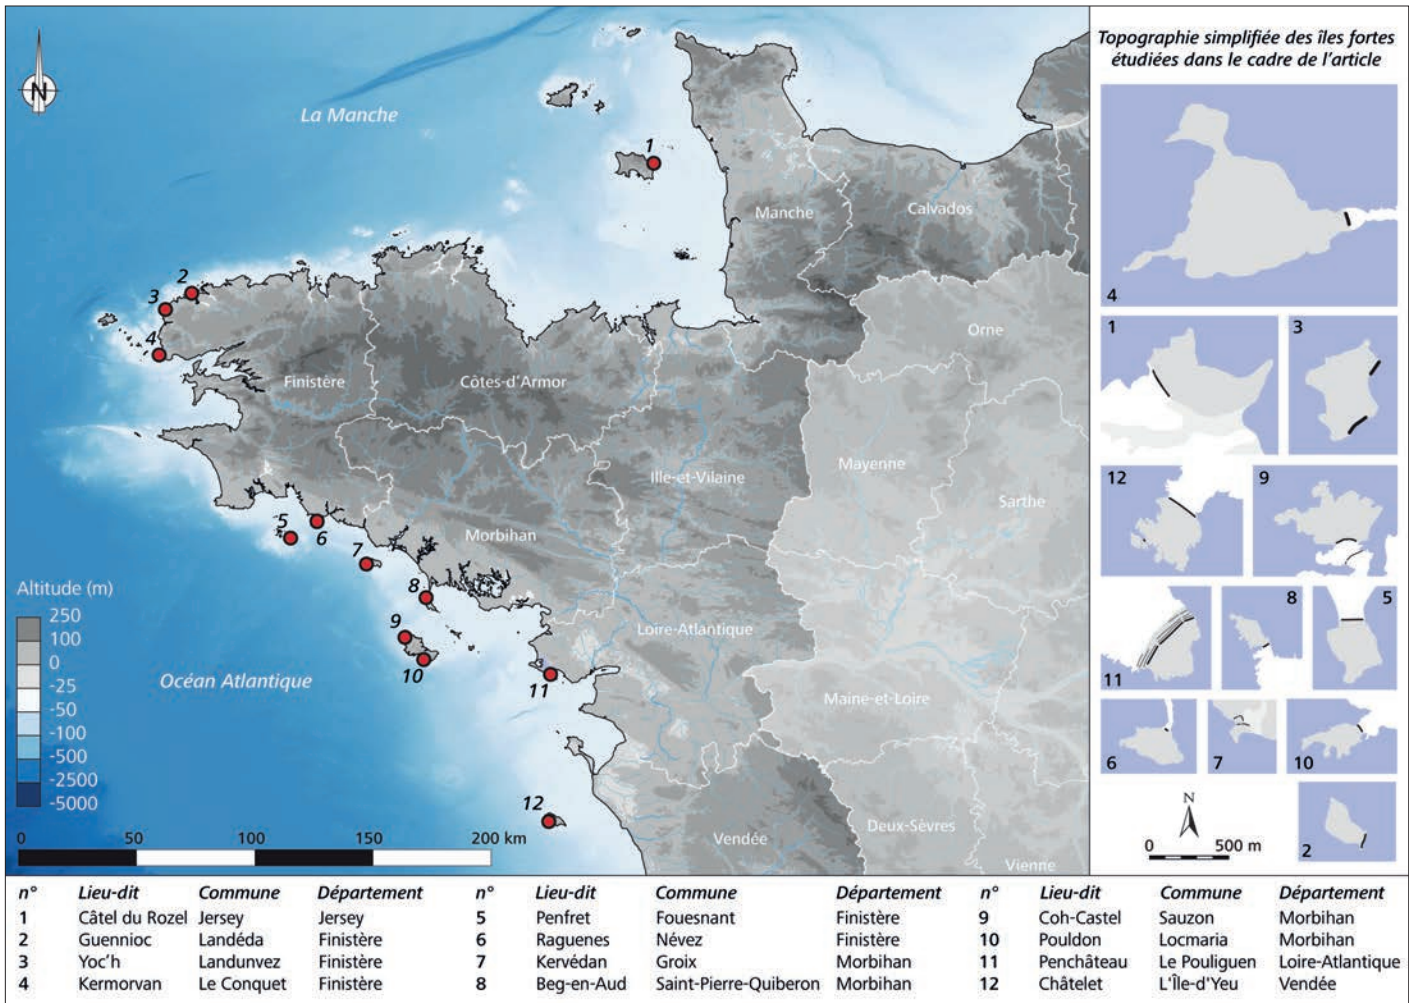 Topographie simplifiée des îles fortes
étudiées dans le cadre de l'article
N
La Manche
1
Manche
Calvados
2
3
4
Orne
Finistère
Côtes-d'Armor
Mayenne
Ille-et-Vilaine
Sarthe
Morbihan
5
6
7
8
9
10
Loire-Atlantique
11
Maine-et-Loire
Océan Atlantique
12
Vendée
Deux-Sèvres
Vienne
Altitude (m)
250
100
0
-25
-50
-100
-500
-2500
-5000
0 50 100 150 200 km
4
1
3
12
9
11
8
5
6
7
10
N
0 500 m
2
n° Lieu-dit Commune Département n° Lieu-dit Commune Département n° Lieu-dit Commune Département
1 Câtel du Rozel Jersey Jersey 5 Penfret Fouesnant Finistère 9 Coh-Castel Sauzon Morbihan
2 Guennioc Landéda Finistère 6 Raguenes Névez Finistère 10 Pouldon Locmaria Morbihan
3 Yoc'h Landunvez Finistère 7 Kervédan Groix Morbihan 11 Penchâteau Le Pouliguen Loire-Atlantique
4 Kermorvan Le Conquet Finistère 8 Beg-en-Aud Saint-Pierre-Quiberon Morbihan 12 Châtelet L'Île-d'Yeu Vendée